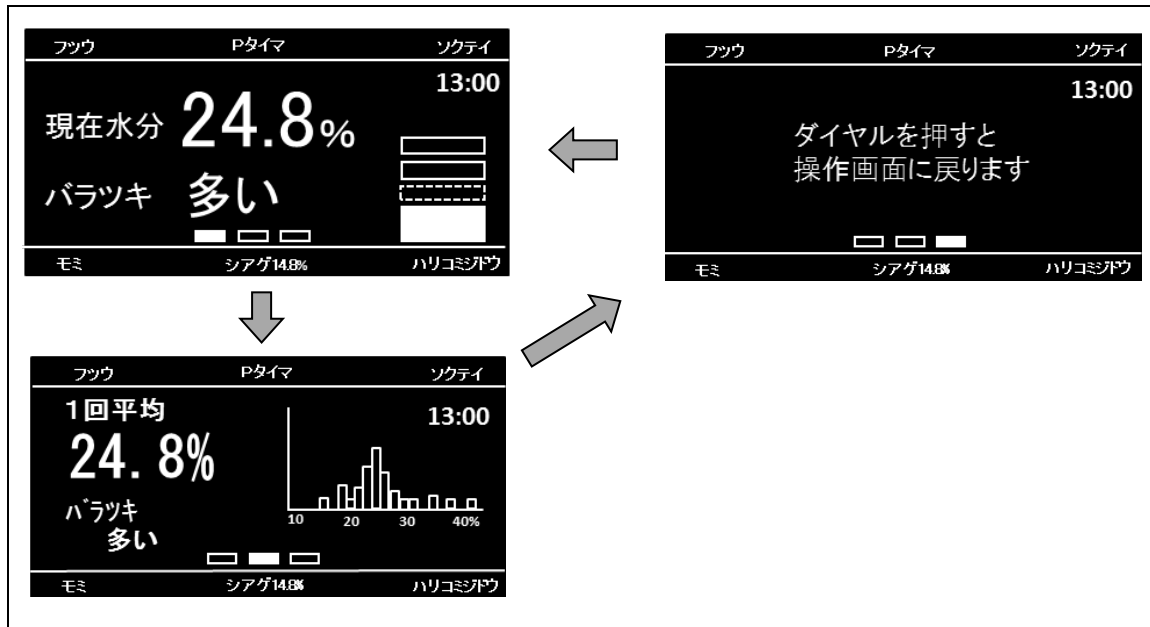 フツウ Pタイマ ソクテイ
13:00
現在水分 24.8%
バラツキ 多い
モミ シアゲ14.8% ハリコミジドウ
フツウ Pタイマ ソクテイ
13:00
ダイヤルを押すと
操作画面に戻ります
モミ シアゲ14.8% ハリコミジドウ
フツウ Pタイマ ソクテイ
1回平均
13:00
24.8%
バラツキ
多い
10 20 30 40%
モミ シアゲ14.8% ハリコミジドウ